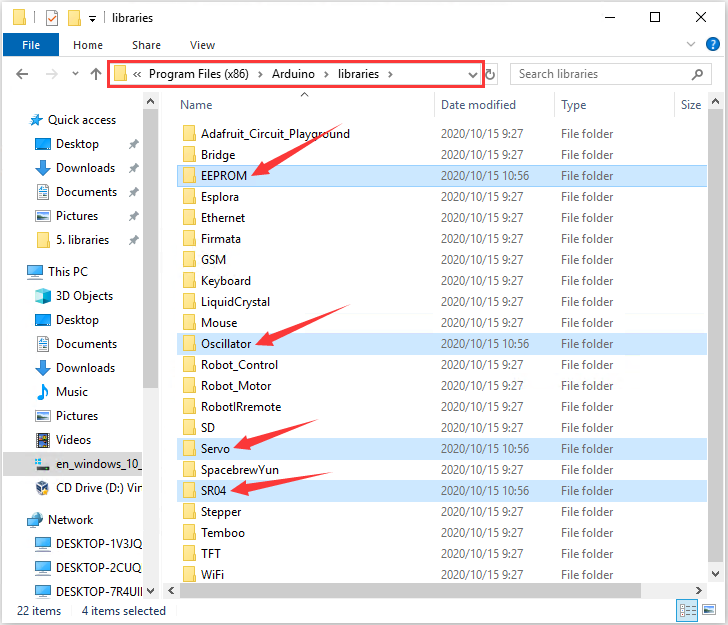 libraries
File Home Share View
« Program Files (x86) > Arduino > libraries > Search libraries
Name Date modified Type Size
Quick access
Desktop
Downloads
Documents
Pictures
5. libraries
This PC
3D Objects
Desktop
Documents
Downloads
Music
Pictures
Videos
en_windows_10_
CD Drive (D:) Vir
Network
DESKTOP-1V3JQ
DESKTOP-2CUQ
DESKTOP-7R4UII
Adafruit_Circuit_Playground 2020/10/15 9:27 File folder
Bridge 2020/10/15 9:27 File folder
EEPROM 2020/10/15 10:56 File folder
Esplora 2020/10/15 9:27 File folder
Ethernet 2020/10/15 9:27 File folder
Firmata 2020/10/15 9:27 File folder
GSM 2020/10/15 9:27 File folder
Keyboard 2020/10/15 9:27 File folder
LiquidCrystal 2020/10/15 9:27 File folder
Mouse 2020/10/15 9:27 File folder
Oscillator 2020/10/15 10:56 File folder
Robot_Control 2020/10/15 9:27 File folder
Robot_Motor 2020/10/15 9:27 File folder
RobotIRremote 2020/10/15 9:27 File folder
SD 2020/10/15 9:27 File folder
Servo 2020/10/15 10:56 File folder
SpacebrewYun 2020/10/15 9:27 File folder
SR04 2020/10/15 10:56 File folder
Stepper 2020/10/15 9:27 File folder
Temboo 2020/10/15 9:27 File folder
TFT 2020/10/15 9:27 File folder
WiFi 2020/10/15 9:27 File folder
22 items 4 items selected